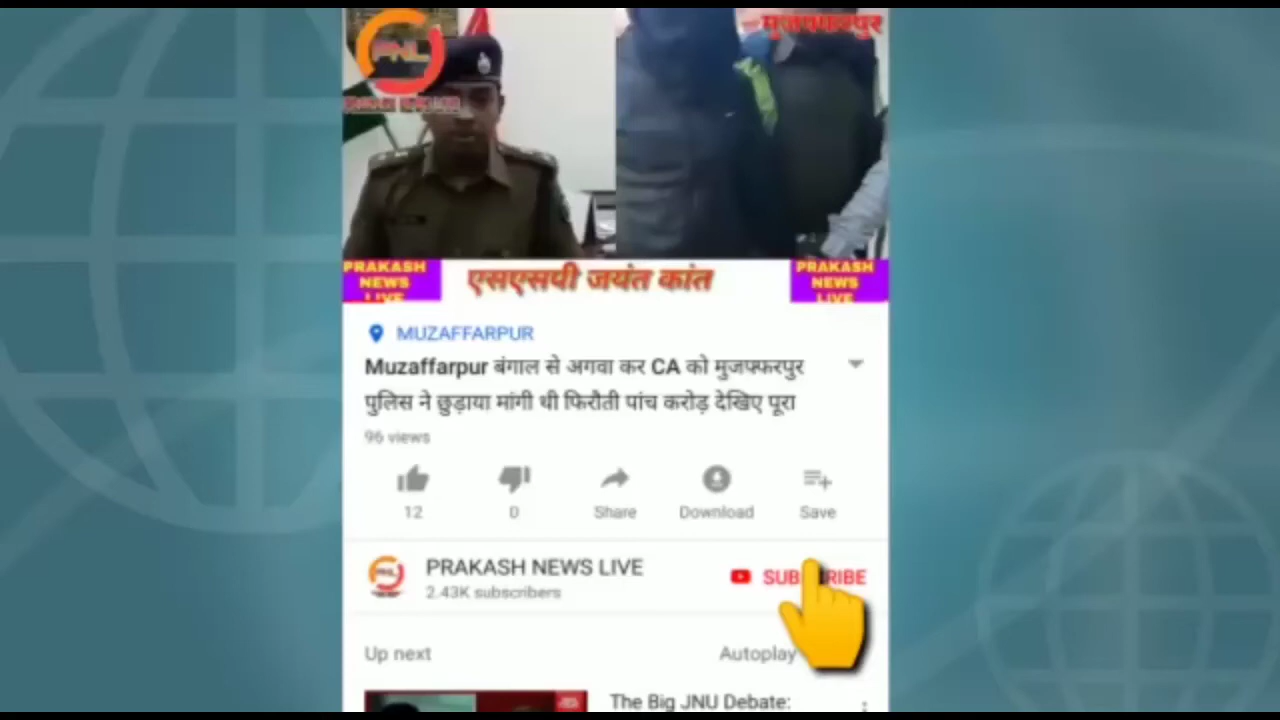 PNL
मुजफ्फरपुर
PRAKASH
NEWS
LIVE
एसएसपी जयंत कांत
PRAKASH
NEWS
LIVE
MUZAFFARPUR
Muzaffarpur बंगाल से अगवा कर CA को मुजफ्फरपुर
पुलिस ने छुड़ाया मांगी थी फिरौती पांच करोड़ देखिए पूरा
96 views
12
0
Share
Download
Save
PNL
PRAKASH NEWS LIVE
2.43K subscribers
SUBSCRIBE
Up next
Autoplay
The Big JNU Debate: